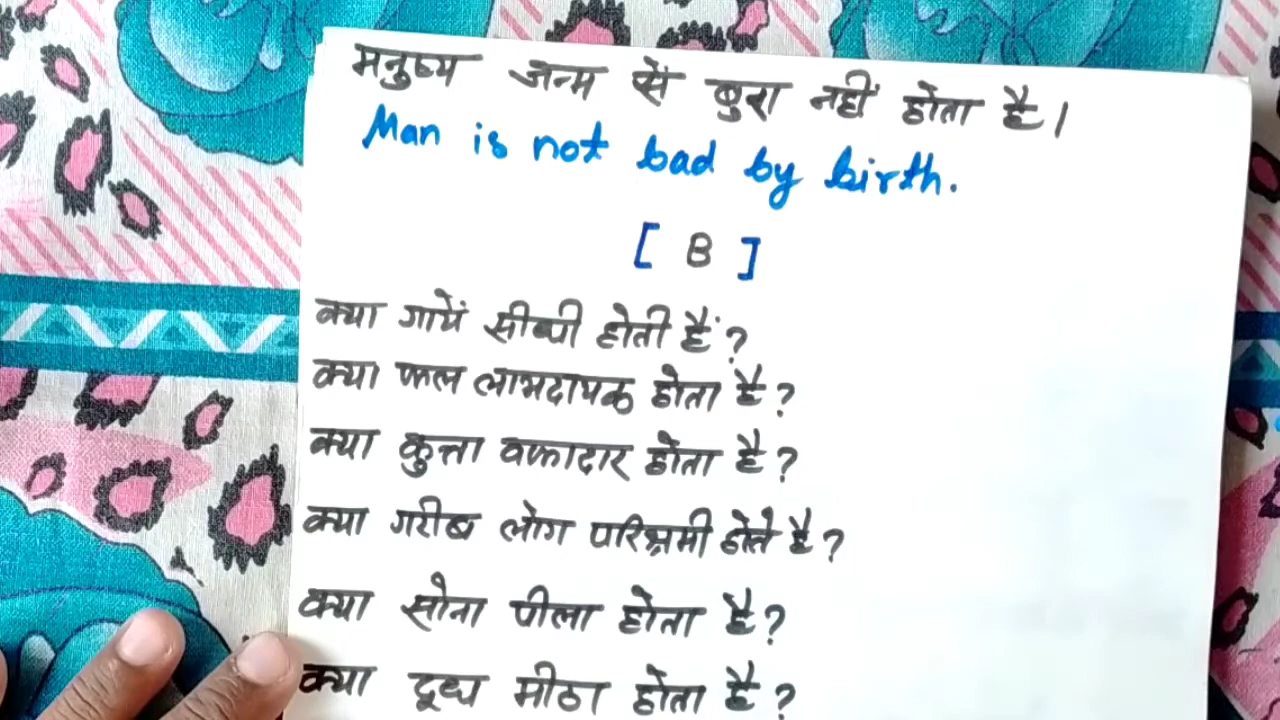 मनुष्य जन्म से बुरा नहीं होता है।
Man is not bad by birth.
[ B ]
क्या गायें सीधी होती हैं?
क्या फल लाभदायक होता है?
क्या कुत्ता वफादार होता है?
क्या गरीब लोग परिश्रमी होते है?
क्या सोना पीला होता है?
क्या दूध मीठा होता है?